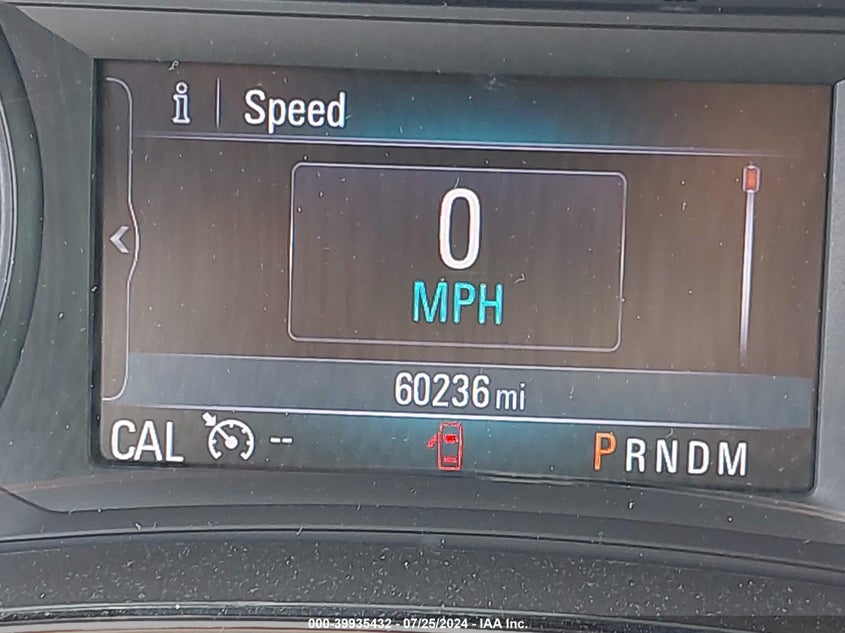 i | Speed
0
MPH
60236 mi
CAL --
PRNDM
000-39935432 - 07/25/2024 - IAA Inc.